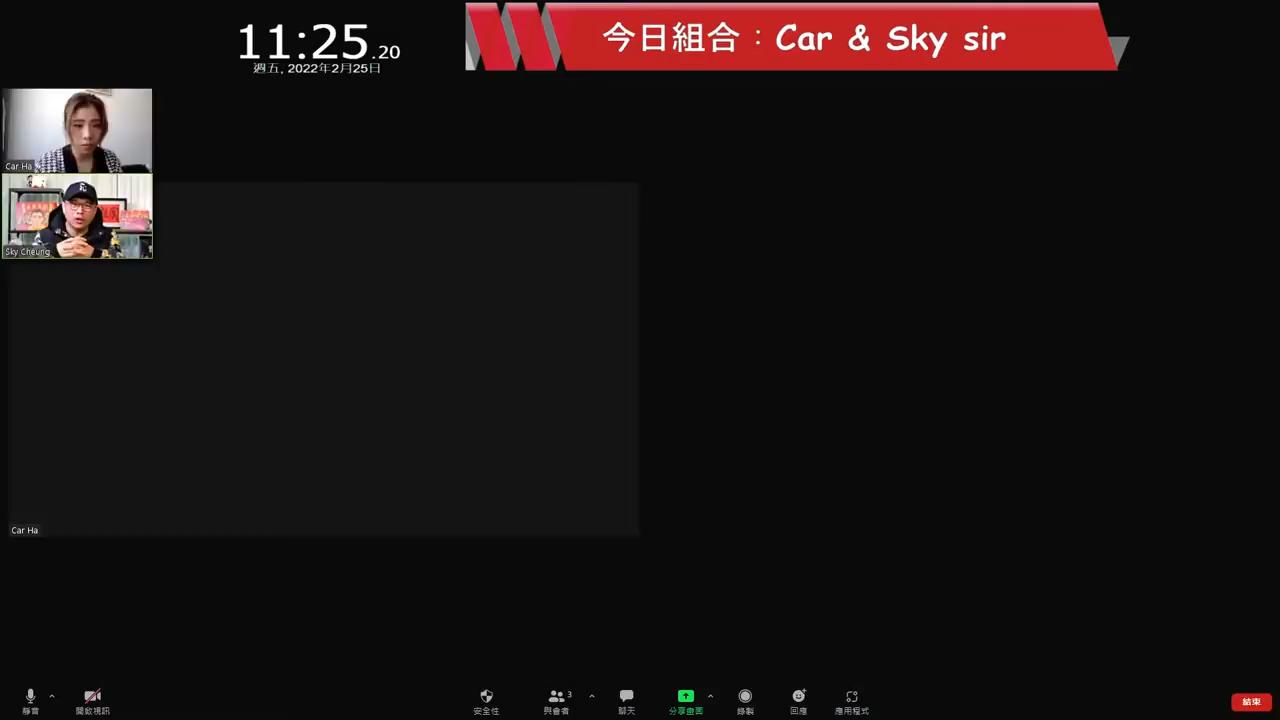 11:25.20
週五, 2022年2月25日
今日組合：Car & Sky sir
Car Ha
Sky Cheung
Car Ha
靜音
開啟視訊
安全性
與會者
3
聊天
分享畫面
錄製
回應
應用程式
結束